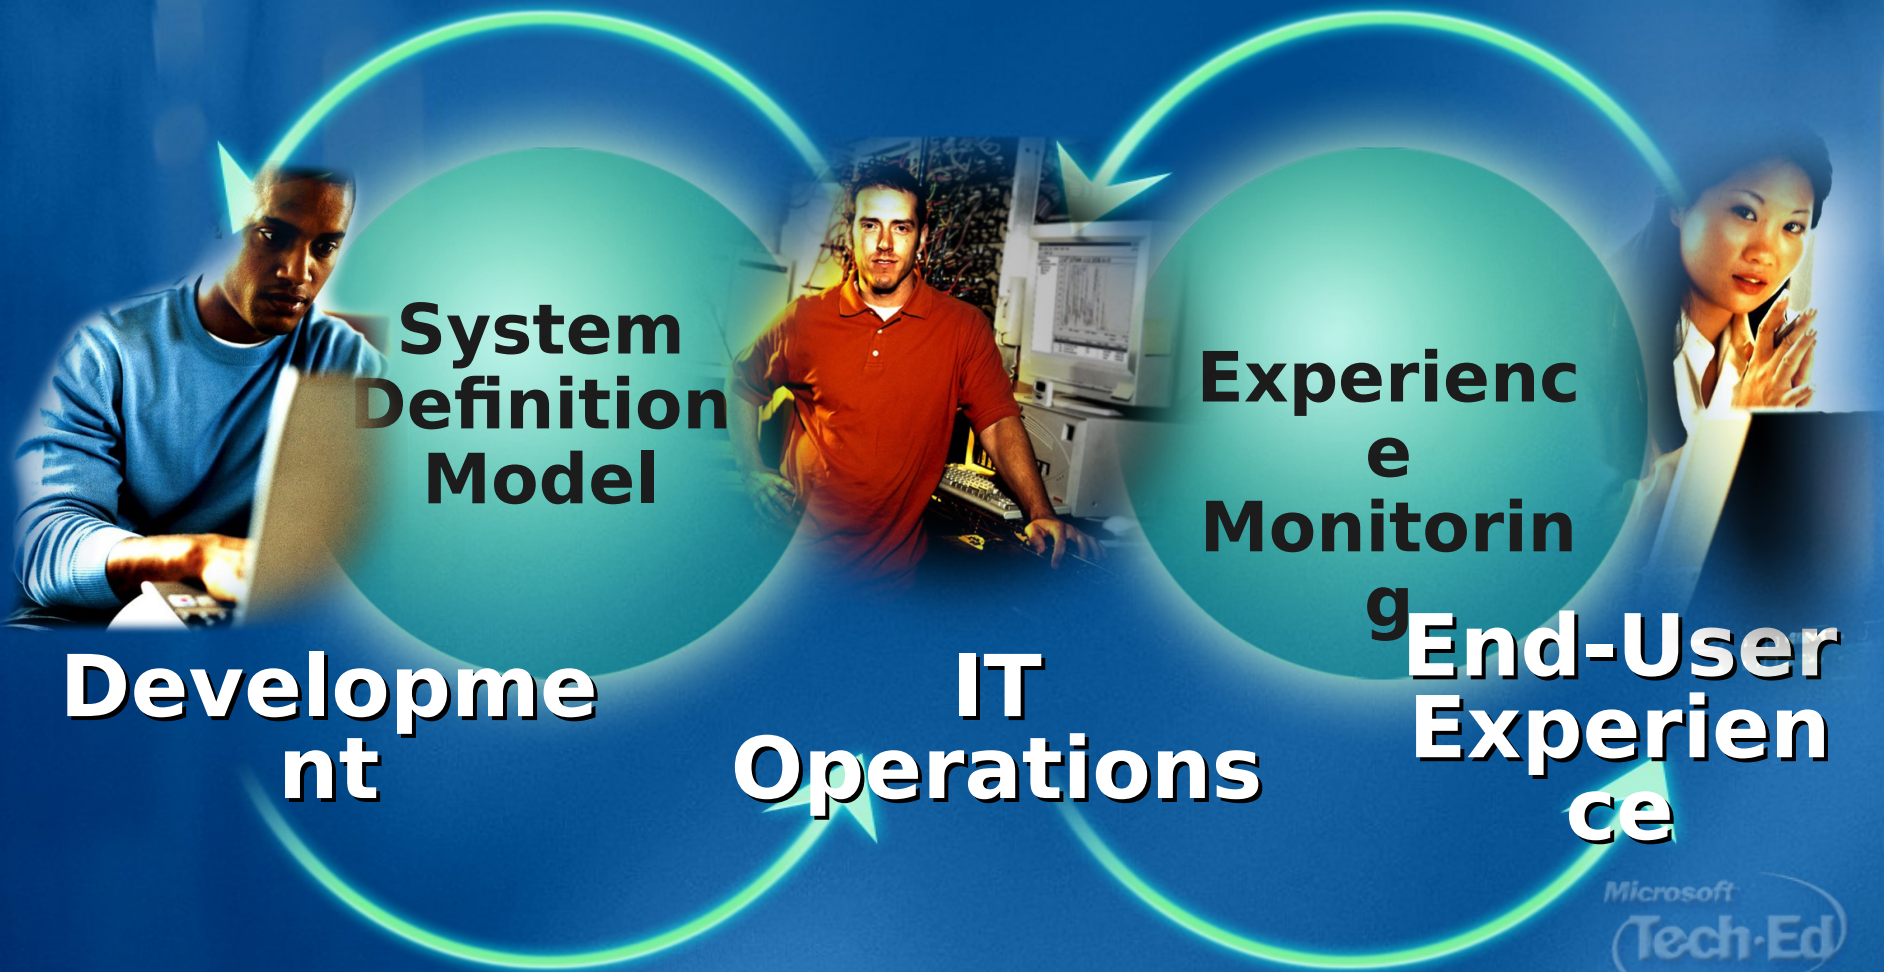 System
Definition
Model
Experienc
e
Monitorin
g
Developme
nt
IT
Operations
End-User
Experien
ce
Microsoft
Tech·Ed